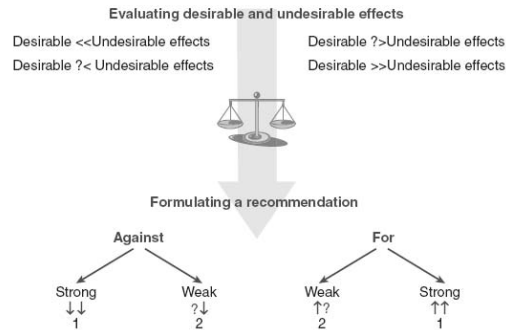 Evaluating desirable and undesirable effects
Desirable <<Undesirable effects
Desirable ?>Undesirable effects
Desirable ?< Undesirable effects
Desirable >>Undesirable effects
Formulating a recommendation
Against
For
Strong
Weak
Weak
Strong
↓↓
?↓
↑?
↑↑
1
2
2
1